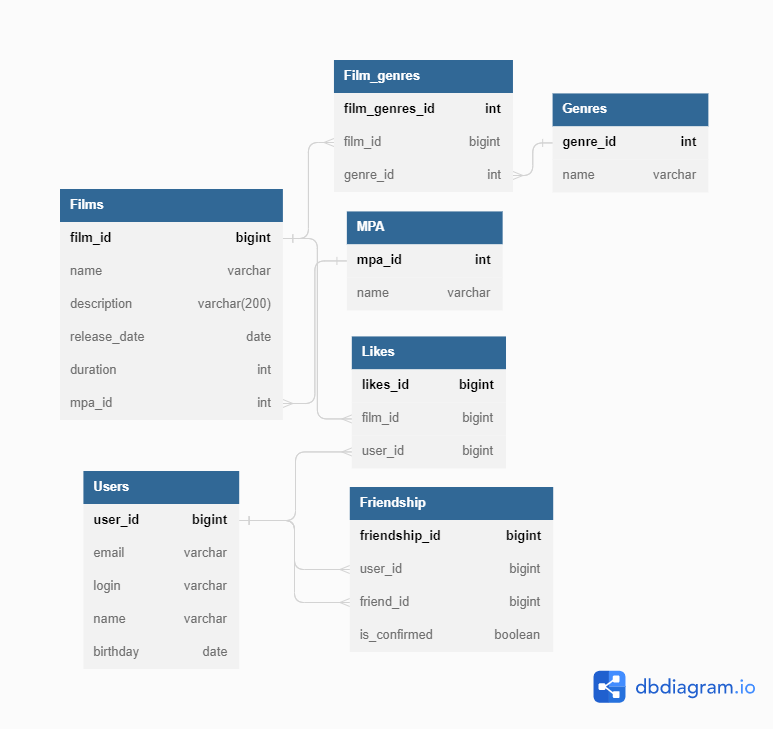 Film_genres
film_genres_id int
film_id bigint
genre_id int
Genres
genre_id int
name varchar
Films
film_id bigint
name varchar
description varchar(200)
release_date date
duration int
mpa_id int
MPA
mpa_id int
name varchar
Likes
likes_id bigint
film_id bigint
user_id bigint
Users
user_id bigint
email varchar
login varchar
name varchar
birthday date
Friendship
friendship_id bigint
user_id bigint
friend_id bigint
is_confirmed boolean
dbdiagram.io